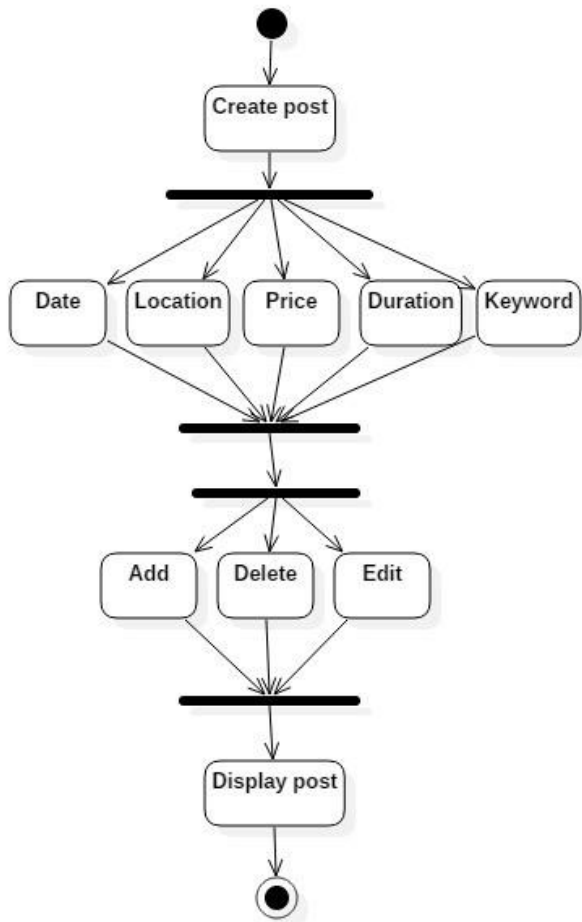 Create post
Date
Location
Price
Duration
Keyword
Add
Delete
Edit
Display post